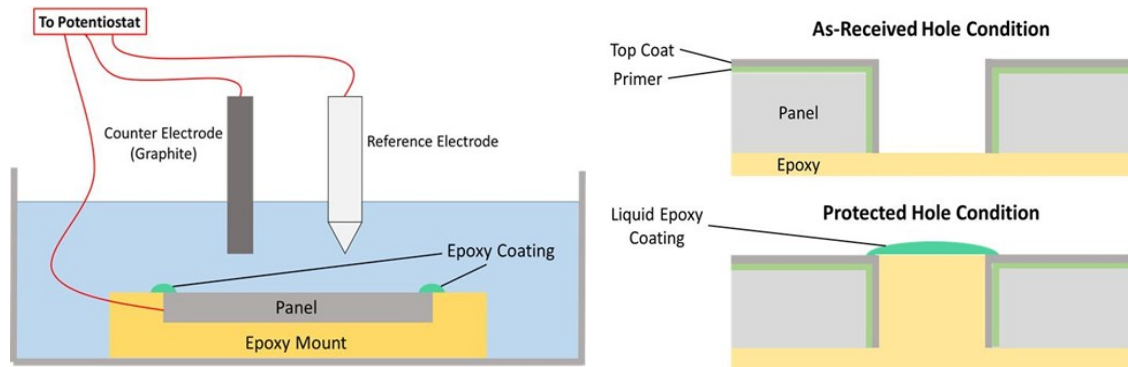 To Potentiostat
Counter Electrode
(Graphite)
Reference Electrode
Epoxy Coating
Panel
Epoxy Mount
As-Received Hole Condition
Top Coat
Primer
Panel
Epoxy
Protected Hole Condition
Liquid Epoxy
Coating